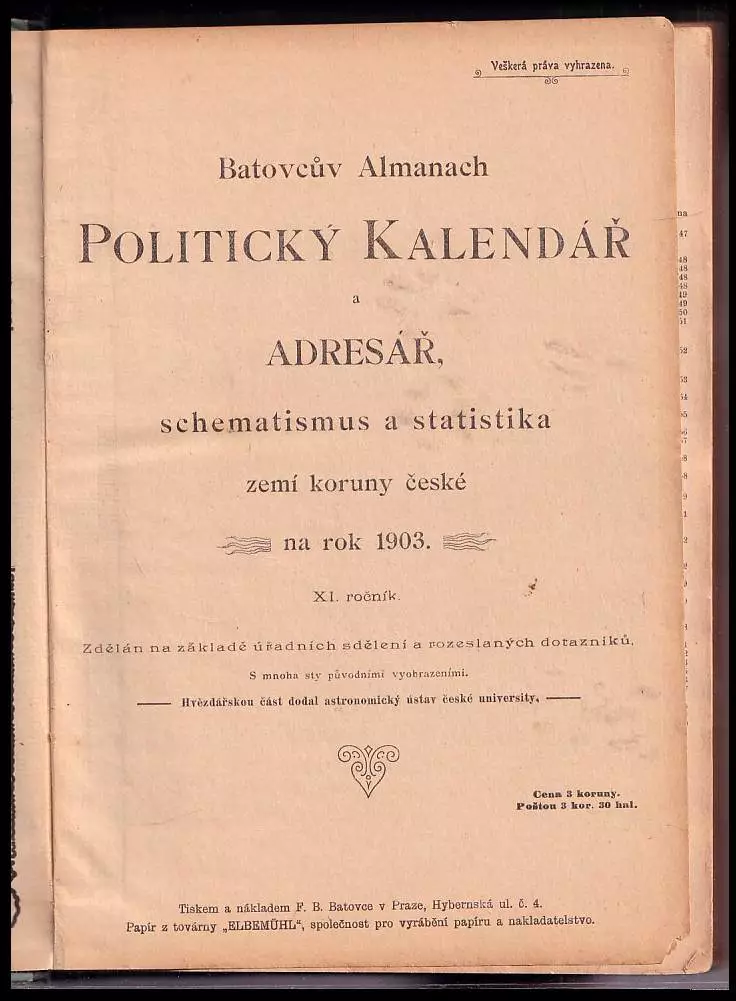 Veškerá práva vyhrazena.
Batovcův Almanach
POLITICKÝ KALENDÁŘ
a
ADRESÁŘ,
schematismus a statistika
zemí koruny české
na rok 1903.
XI. ročník.
Zdělán na základě úřadních sdělení a rozeslaných dotazníků.
S mnoha sty původními vyobrazeními.
Hvězdářskou část dodal astronomický ústav české university.
Cena 3 koruny.
Poštou 3 kor. 30 hal.
Tiskem a nákladem F. B. Batovce v Praze, Hybernská ul. č. 4.
Papír z továrny „ELBEMÜHL“, společnost pro vyrábění papíru a nakladatelstvo.